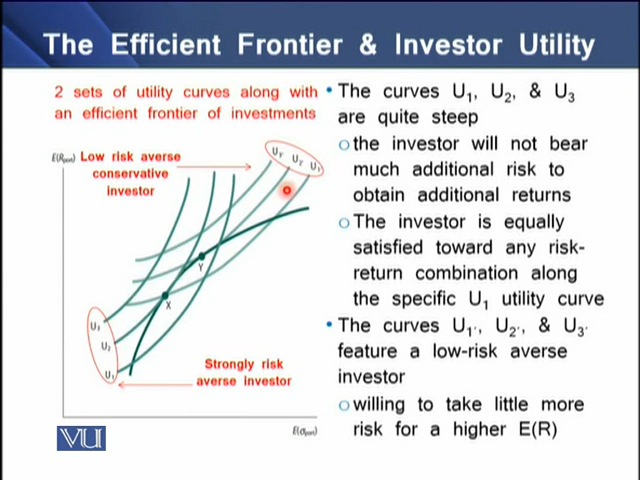 The Efficient Frontier & Investor Utility
2 sets of utility curves along with
an efficient frontier of investments
E(Rport)
Low risk averse
conservative
investor
U3' U2' U1'
Y
X
U3
U2
U1
Strongly risk
averse investor
E(σport)
VU
• The curves U1, U2, & U3
are quite steep
o the investor will not bear
much additional risk to
obtain additional returns
o The investor is equally
satisfied toward any risk-
return combination along
the specific U1 utility curve
• The curves U1', U2', & U3'
feature a low-risk averse
investor
o willing to take little more
risk for a higher E(R)